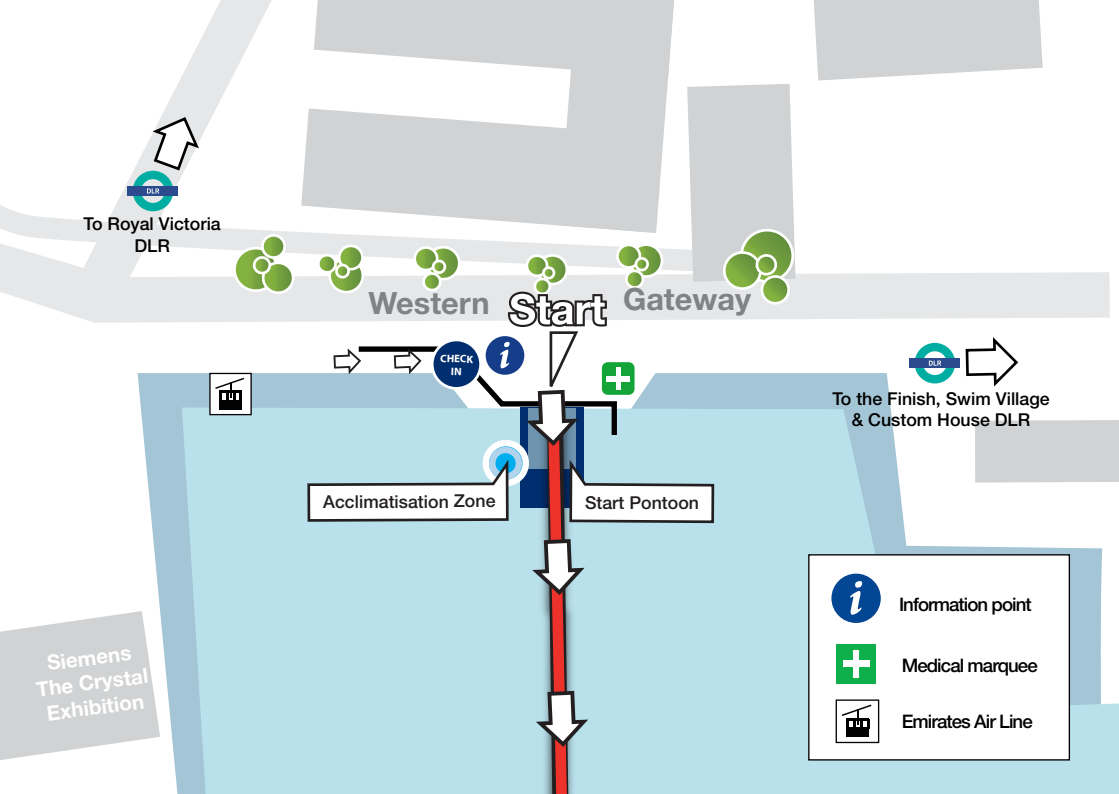 DLR
To Royal Victoria
DLR
Western
Start
Gateway
CHECK
IN
i
DLR
To the Finish, Swim Village
& Custom House DLR
Acclimatisation Zone
Start Pontoon
Siemens
The Crystal
Exhibition
i
Information point
Medical marquee
Emirates Air Line